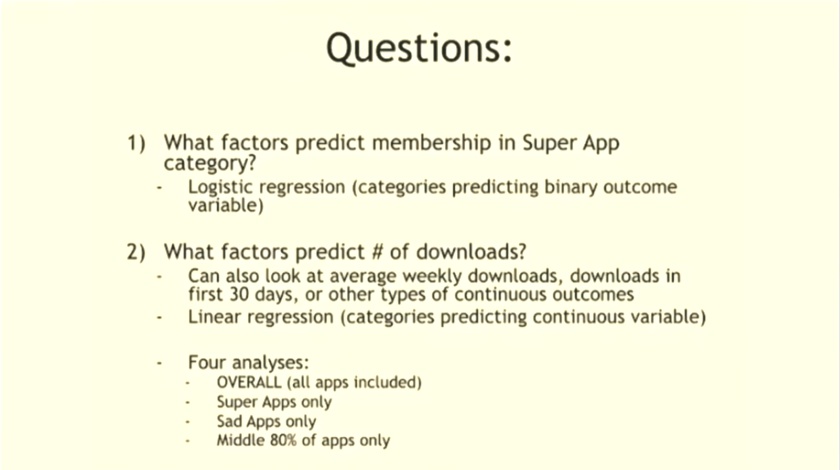 Questions:
1) What factors predict membership in Super App
category?
- Logistic regression (categories predicting binary outcome
variable)
2) What factors predict # of downloads?
- Can also look at average weekly downloads, downloads in
first 30 days, or other types of continuous outcomes
- Linear regression (categories predicting continuous variable)
- Four analyses:
- OVERALL (all apps included)
- Super Apps only
- Sad Apps only
- Middle 80% of apps only